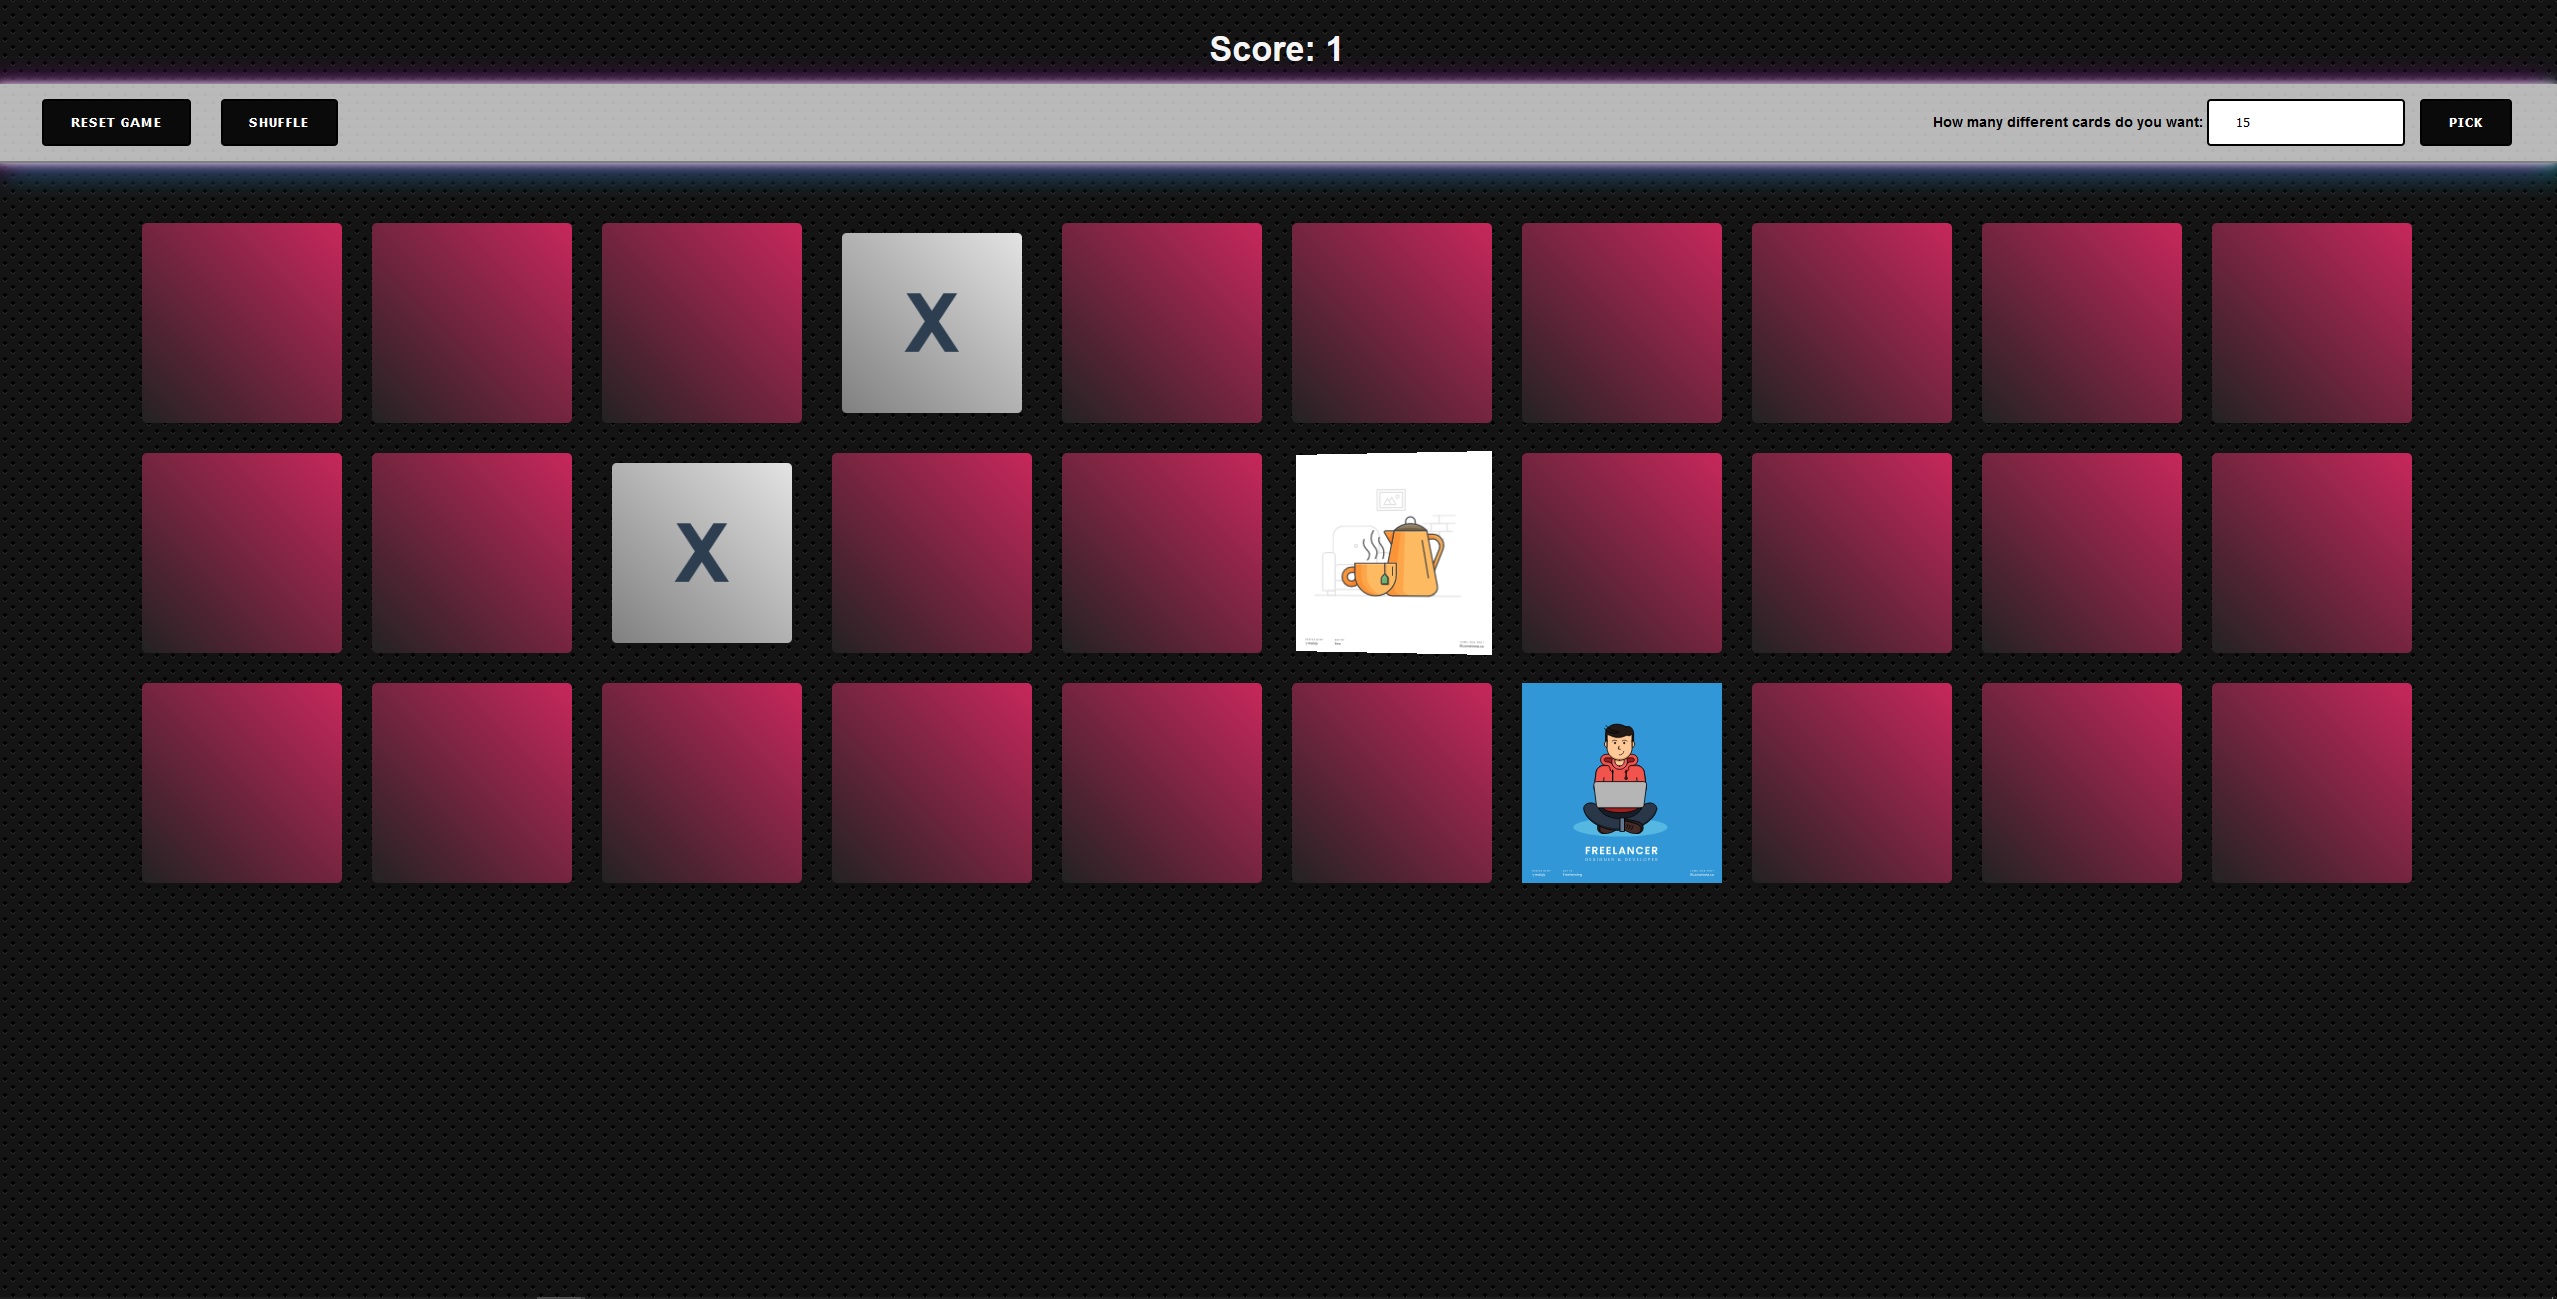 Score: 1
RESET GAME
SHUFFLE
How many different cards do you want: 15
PICK
X
X
FREELANCER
DESIGNER & DEVELOPER